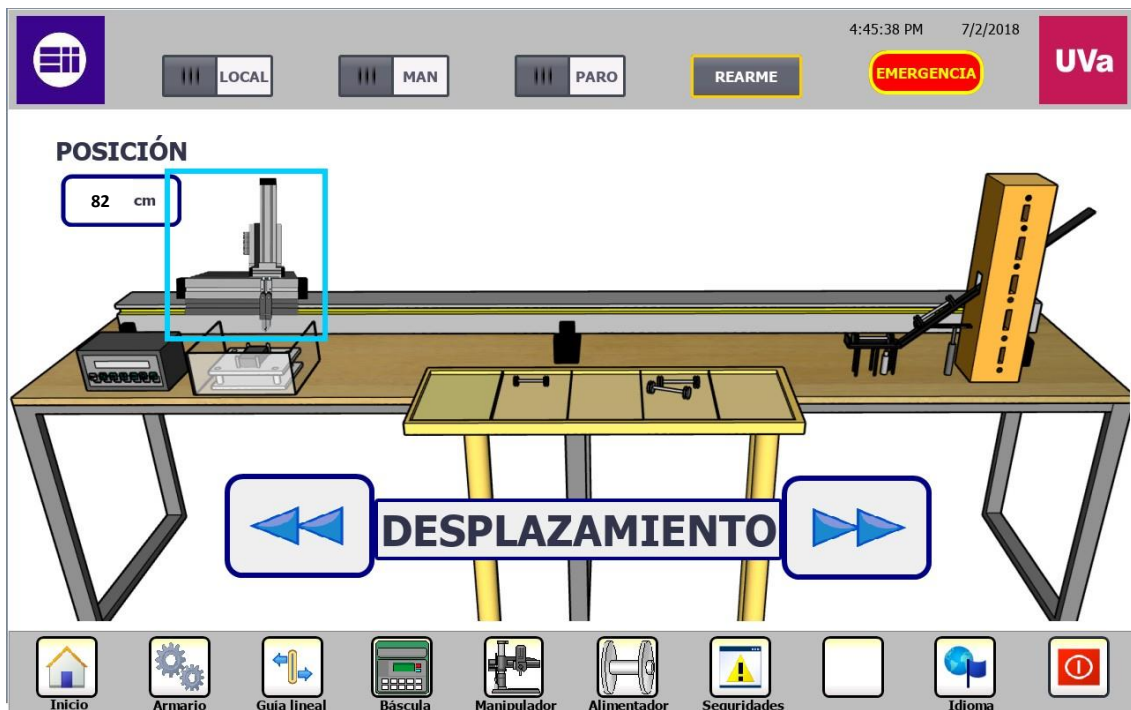 4:45:38 PM 7/2/2018
LOCAL MAN PARO REARME EMERGENCIA UVa
POSICIÓN
82 cm
DESPLAZAMIENTO
Inicio Armario Guía lineal Báscula Manipulador Alimentador Seguridades Idioma